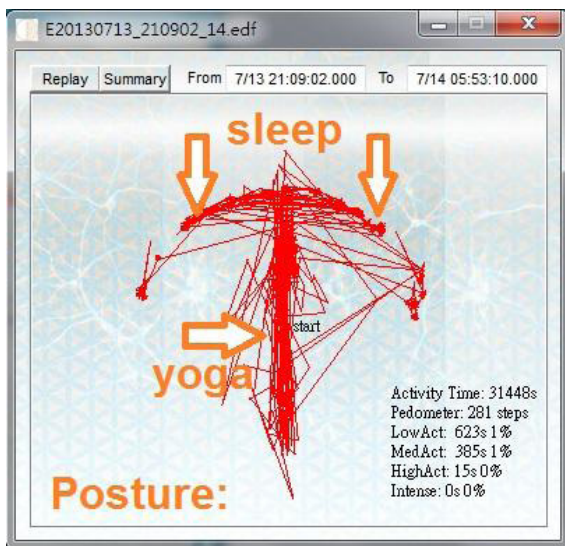 E20130713_210902_14.edf
Replay Summary From 7/13 21:09:02.000 To 7/14 05:53:10.000
sleep
start
yoga
Activity Time: 31448s
Pedometer: 281 steps
LowAct: 623s 1%
MedAct: 385s 1%
HighAct: 15s 0%
Intense: 0s 0%
Posture: